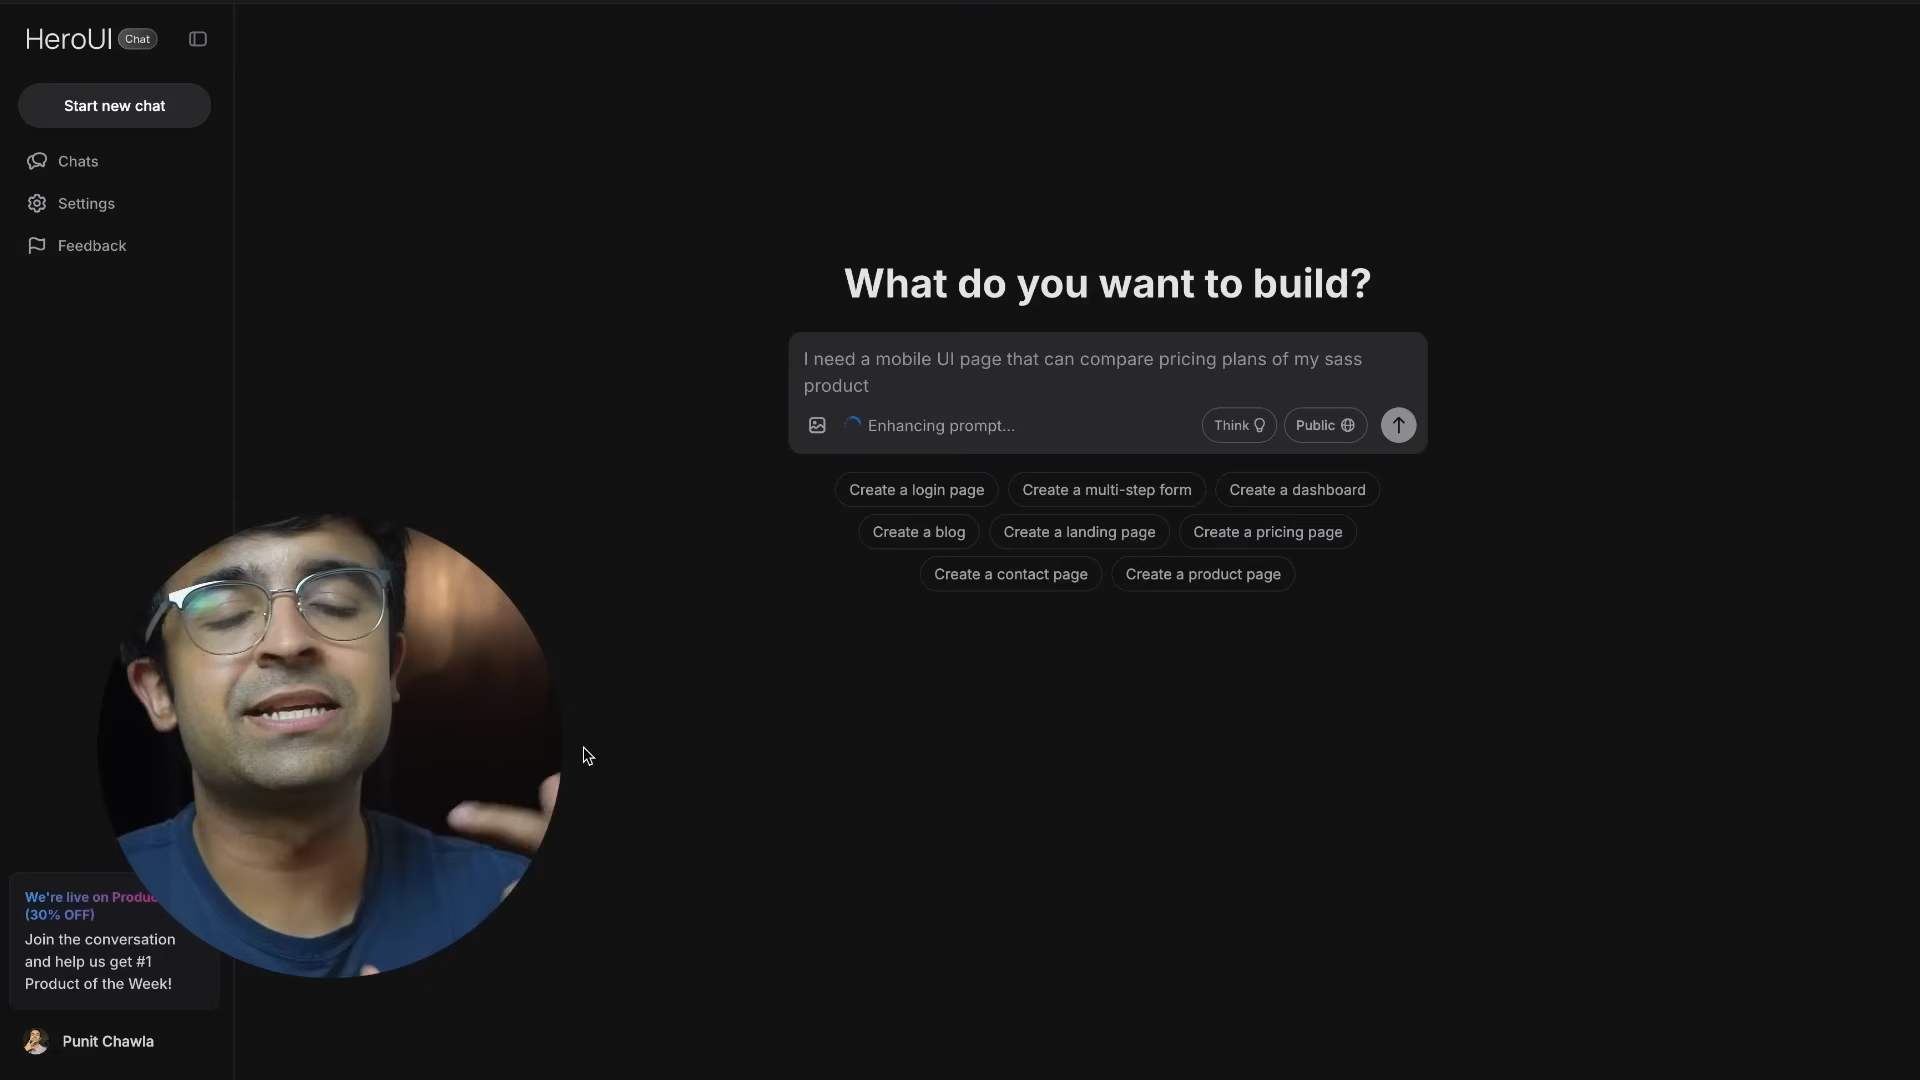 HeroUI Chat
Start new chat
Chats
Settings
Feedback
What do you want to build?
I need a mobile UI page that can compare pricing plans of my sass
product
Enhancing prompt...
Think
Public
Create a login page
Create a multi-step form
Create a dashboard
Create a blog
Create a landing page
Create a pricing page
Create a contact page
Create a product page
We're live on
(30% OFF)
Join the conversation
and help us get #1
Product of the Week!
Punit Chawla